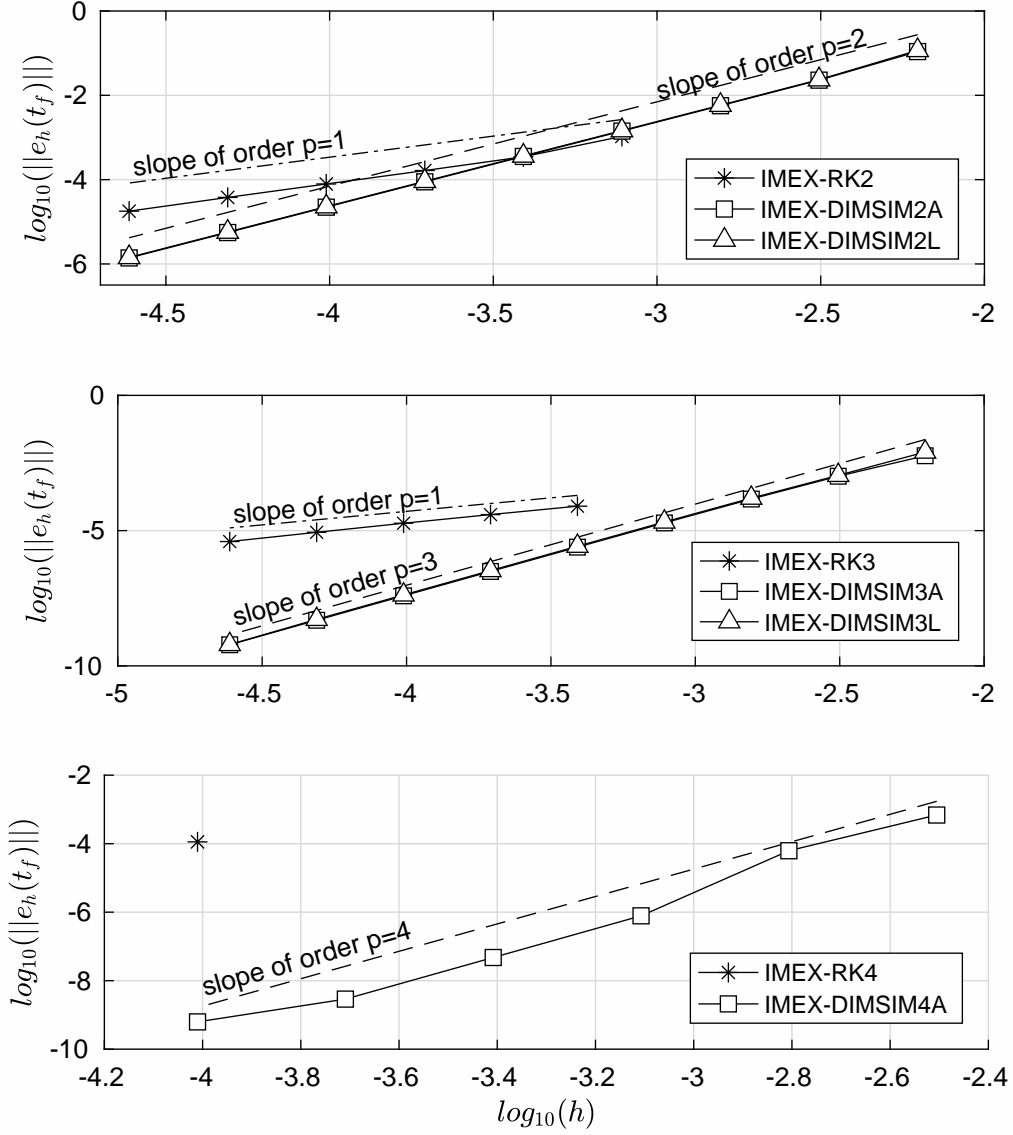 0
-2
-4
-6
log10(||eh(tf)||)
slope of order p=1
slope of order p=2
IMEX-RK2
IMEX-DIMSIM2A
IMEX-DIMSIM2L
-4.5 -4 -3.5 -3 -2.5 -2
0
-5
-10
log10(||eh(tf)||)
slope of order p=1
slope of order p=3
IMEX-RK3
IMEX-DIMSIM3A
IMEX-DIMSIM3L
-5 -4.5 -4 -3.5 -3 -2.5 -2
-2
-4
-6
-8
-10
log10(||eh(tf)||)
slope of order p=4
IMEX-RK4
IMEX-DIMSIM4A
-4.2 -4 -3.8 -3.6 -3.4 -3.2 -3 -2.8 -2.6 -2.4
log10(h)